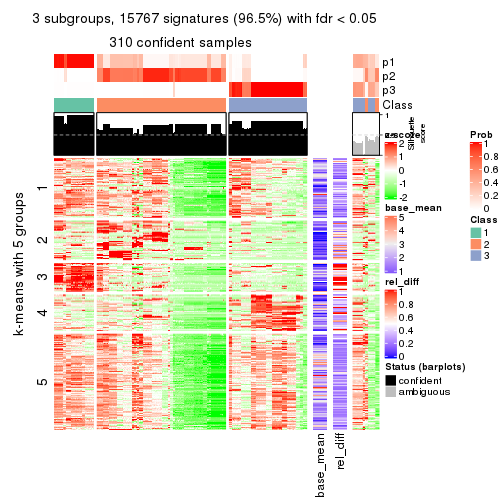 3 subgroups, 15767 signatures (96.5%) with fdr < 0.05
310 confident samples
p1
p2
p3
Class
1
Silhouette
score
k-means with 5 groups
1
2
3
4
5
base_mean
rel_diff
z-score
2
1
0
-1
-2
base_mean
5
4
3
2
1
rel_diff
1
0.8
0.6
0.4
0.2
0
Status (barplots)
confident
ambiguous
Prob
1
0.8
0.6
0.4
0.2
0
Class
1
2
3